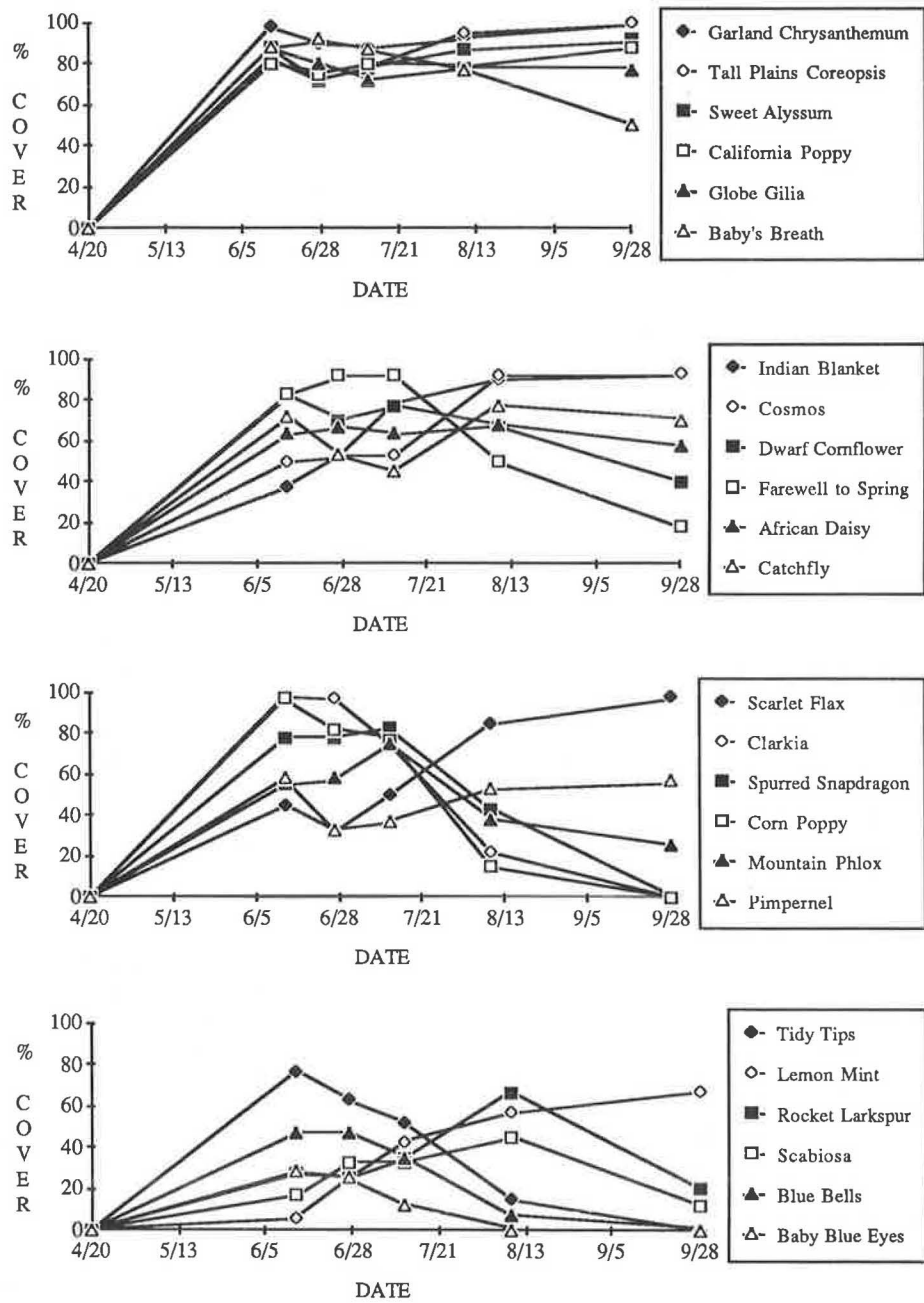 100
80
60
40
20
0
% COVER
4/20 5/13 6/5 6/28 7/21 8/13 9/5 9/28
DATE
Garland Chrysanthemum
Tall Plains Coreopsis
Sweet Alyssum
California Poppy
Globe Gilia
Baby's Breath
100
80
60
40
20
0
% COVER
4/20 5/13 6/5 6/28 7/21 8/13 9/5 9/28
DATE
Indian Blanket
Cosmos
Dwarf Cornflower
Farewell to Spring
African Daisy
Catchfly
100
80
60
40
20
0
% COVER
4/20 5/13 6/5 6/28 7/21 8/13 9/5 9/28
DATE
Scarlet Flax
Clarkia
Spurred Snapdragon
Corn Poppy
Mountain Phlox
Pimpernel
100
80
60
40
20
0
% COVER
4/20 5/13 6/5 6/28 7/21 8/13 9/5 9/28
DATE
Tidy Tips
Lemon Mint
Rocket Larkspur
Scabiosa
Blue Bells
Baby Blue Eyes